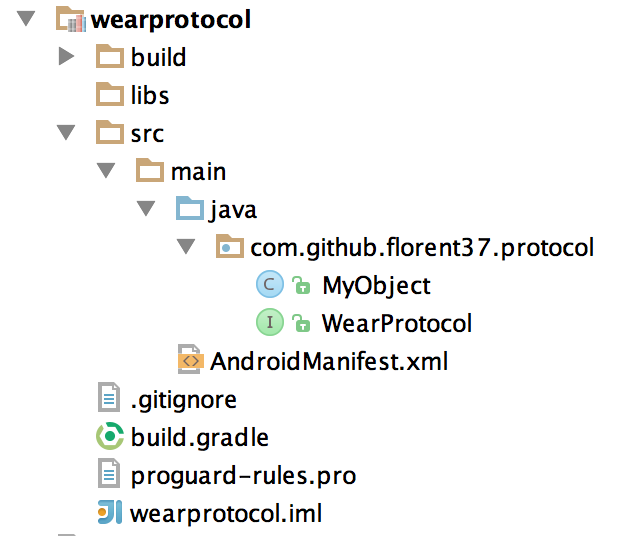 wearprotocol
build
libs
src
main
java
com.github.florent37.protocol
C MyObject
I WearProtocol
<> AndroidManifest.xml
.gitignore
build.gradle
proguard-rules.pro
wearprotocol.iml